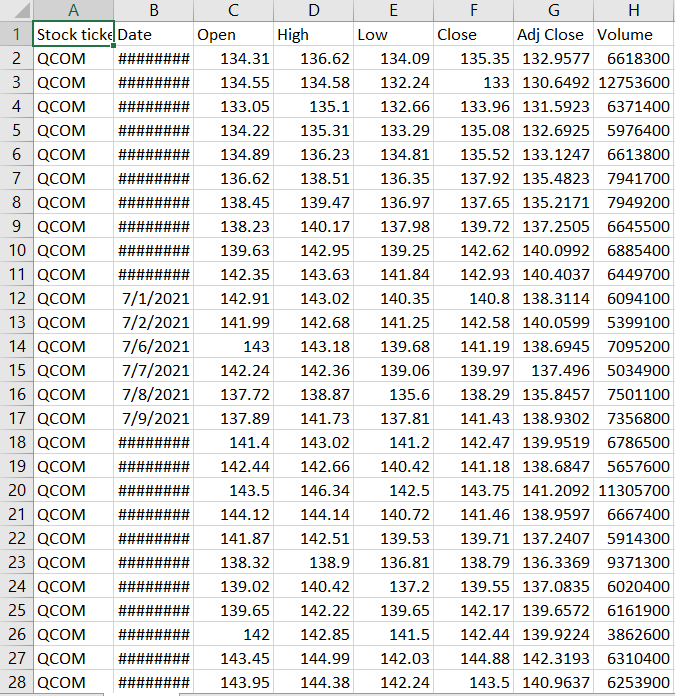 A B C D E F G H
1 Stock ticke Date Open High Low Close Adj Close Volume
2 QCOM ######## 134.31 136.62 134.09 135.35 132.9577 6618300
3 QCOM ######## 134.55 134.58 132.24 133 130.6492 12753600
4 QCOM ######## 133.05 135.1 132.66 133.96 131.5923 6371400
5 QCOM ######## 134.22 135.31 133.29 135.08 132.6925 5976400
6 QCOM ######## 134.89 136.23 134.81 135.52 133.1247 6613800
7 QCOM ######## 136.62 138.51 136.35 137.92 135.4823 7941700
8 QCOM ######## 138.45 139.47 136.97 137.65 135.2171 7949200
9 QCOM ######## 138.23 140.17 137.98 139.72 137.2505 6645500
10 QCOM ######## 139.63 142.95 139.25 142.62 140.0992 6885400
11 QCOM ######## 142.35 143.63 141.84 142.93 140.4037 6449700
12 QCOM 7/1/2021 142.91 143.02 140.35 140.8 138.3114 6094100
13 QCOM 7/2/2021 141.99 142.68 141.25 142.58 140.0599 5399100
14 QCOM 7/6/2021 143 143.18 139.68 141.19 138.6945 7095200
15 QCOM 7/7/2021 142.24 142.36 139.06 139.97 137.496 5034900
16 QCOM 7/8/2021 137.72 138.87 135.6 138.29 135.8457 7501100
17 QCOM 7/9/2021 137.89 141.73 137.81 141.43 138.9302 7356800
18 QCOM ######## 141.4 143.02 141.2 142.47 139.9519 6786500
19 QCOM ######## 142.44 142.66 140.42 141.18 138.6847 5657600
20 QCOM ######## 143.5 146.34 142.5 143.75 141.2092 11305700
21 QCOM ######## 144.12 144.14 140.72 141.46 138.9597 6667400
22 QCOM ######## 141.87 142.51 139.53 139.71 137.2407 5914300
23 QCOM ######## 138.32 138.9 136.81 138.79 136.3369 9371300
24 QCOM ######## 139.02 140.42 137.2 139.55 137.0835 6020400
25 QCOM ######## 139.65 142.22 139.65 142.17 139.6572 6161900
26 QCOM ######## 142 142.85 141.5 142.44 139.9224 3862600
27 QCOM ######## 143.45 144.99 142.03 144.88 142.3193 6310400
28 QCOM ######## 143.95 144.38 142.24 143.5 140.9637 6253900